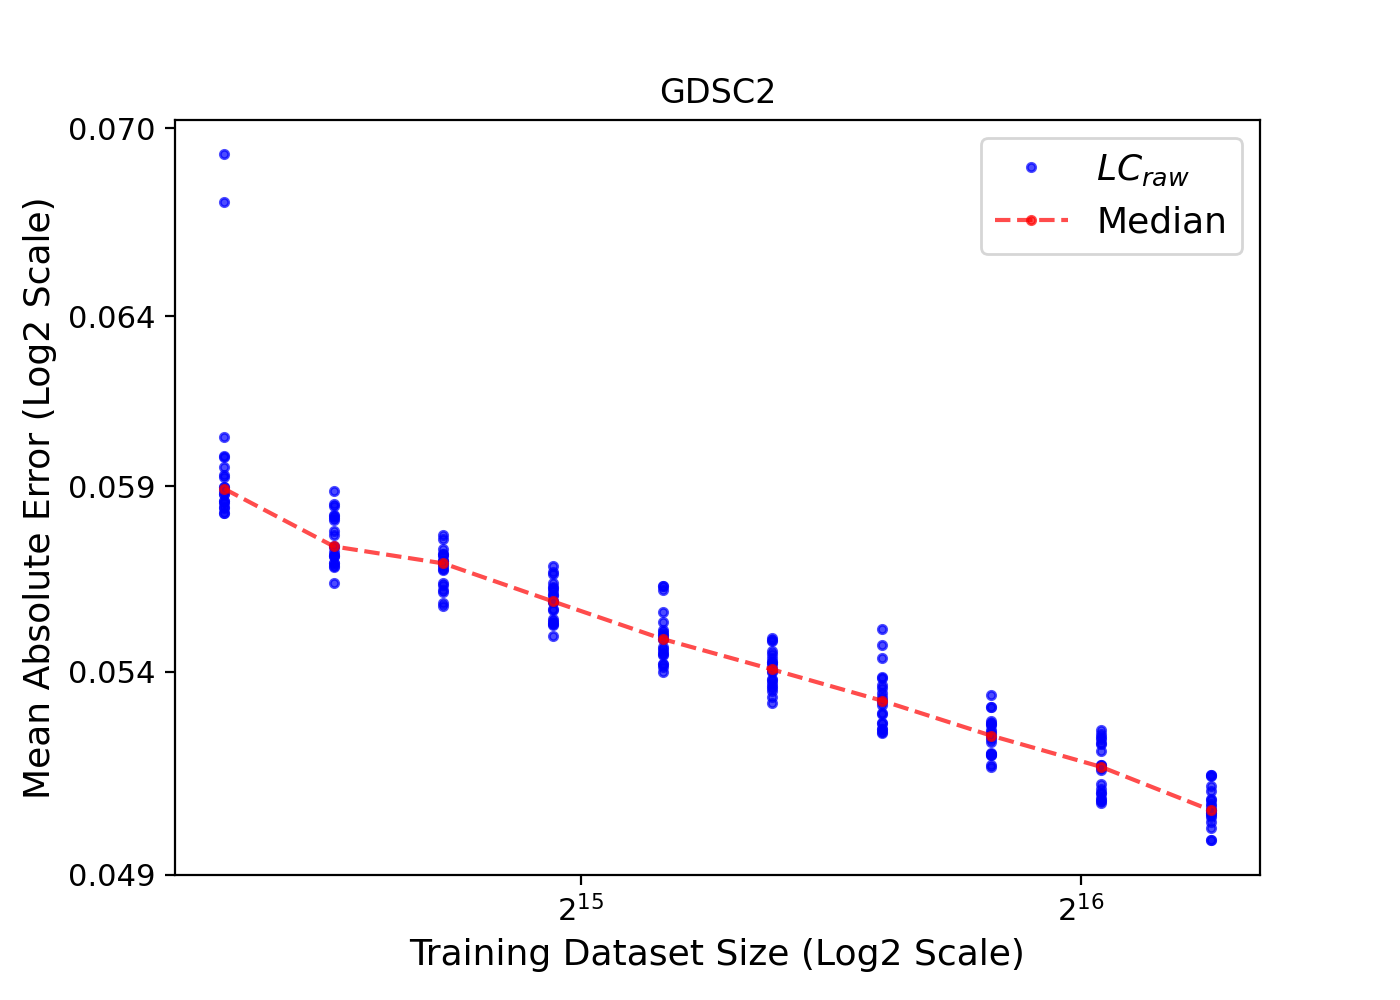 GDSC2
LC_raw
Median
0.070
0.064
0.059
0.054
0.049
Mean Absolute Error (Log2 Scale)
2^15
2^16
Training Dataset Size (Log2 Scale)